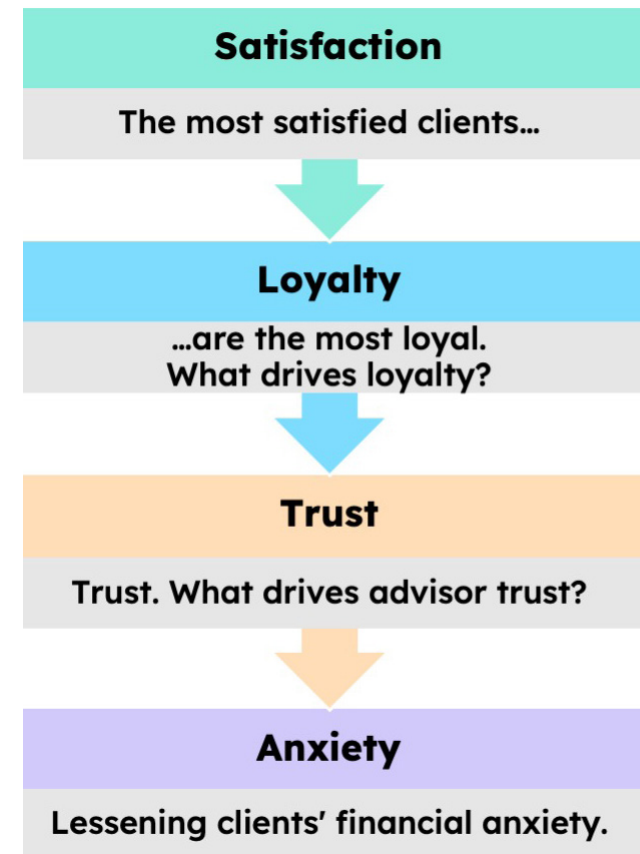 Satisfaction
The most satisfied clients...
Loyalty
...are the most loyal.
What drives loyalty?
Trust
Trust. What drives advisor trust?
Anxiety
Lessening clients' financial anxiety.